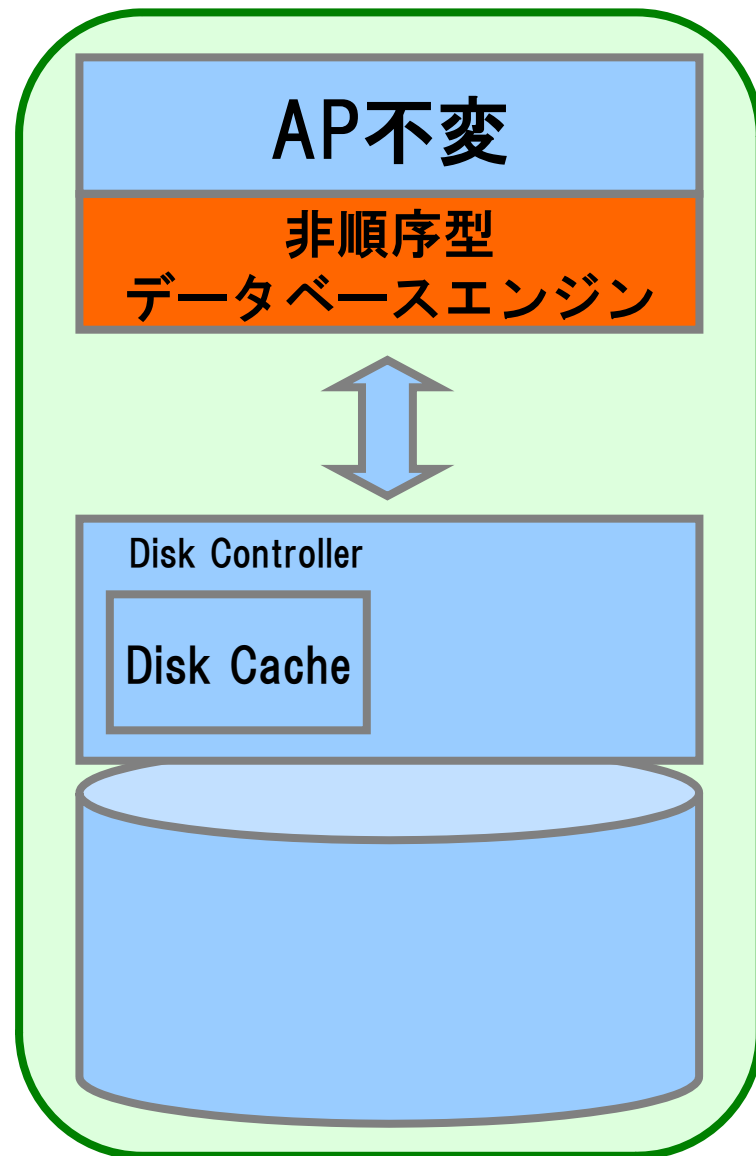 AP不変
非順序型
データベースエンジン
Disk Controller
Disk Cache